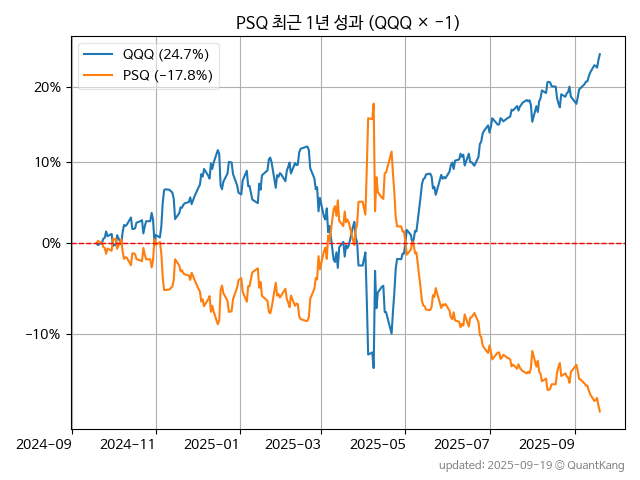 PSQ 최근 1년 성과 (QQQ × −1)
QQQ (24.7%)
PSQ (−17.8%)
20%
10%
0%
−10%
2024-09 2024-11 2025-01 2025-03 2025-05 2025-07 2025-09
updated: 2025-09-19 © QuantKang